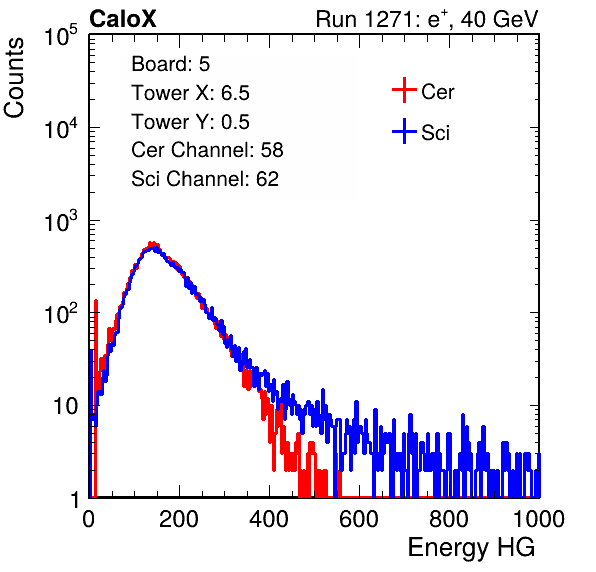 CaloX Run 1271: e⁺, 40 GeV
Counts
Board: 5
Tower X: 6.5
Tower Y: 0.5
Cer Channel: 58
Sci Channel: 62
Cer
Sci
10⁵
10⁴
10³
10²
10
1
0 200 400 600 800 1000
Energy HG